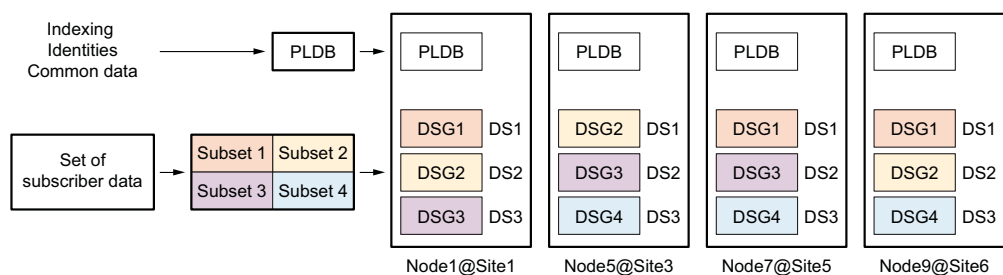 Indexing
Identities
Common data
PLDB
PLDB
PLDB
PLDB
PLDB
Set of
subscriber data
Subset 1 Subset 2
Subset 3 Subset 4
DSG1 DS1
DSG2 DS2
DSG3 DS3
Node1@Site1
DSG2 DS1
DSG3 DS2
DSG4 DS3
Node5@Site3
DSG1 DS1
DSG3 DS2
DSG4 DS3
Node7@Site5
DSG1 DS1
DSG2 DS2
DSG4 DS3
Node9@Site6